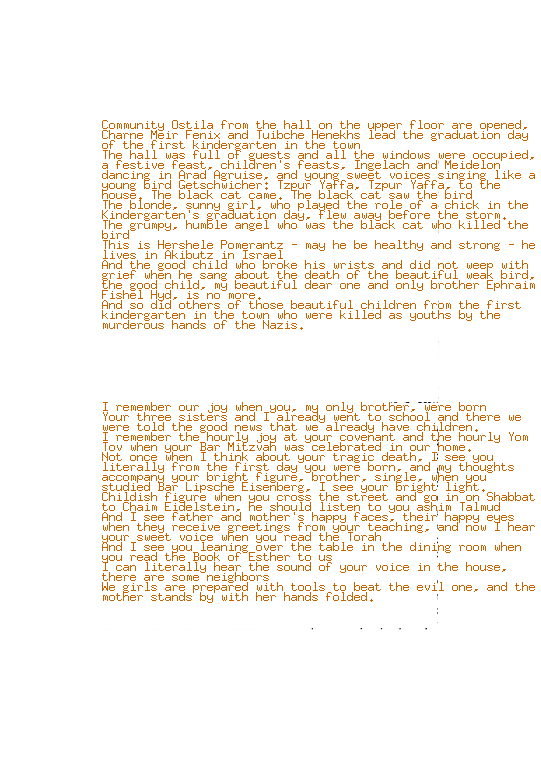 Community Ostila from the hall on the upper floor are opened,
Charne Meir Fenix and Tuibche Henekhs lead the graduation day
of the first kindergarten in the town
The hall was full of guests and all the windows were occupied,
a festive feast, children's feasts, Ingelach and Meidelon
dancing in Arad Agruise, and young sweet voices singing like a
young bird Getschwicher: Tzpur Yaffa, Tzpur Yaffa, to the
house. The black cat came. The black cat saw the bird
The blonde, sunny girl, who played the role of a chick in the
Kindergarten's graduation day, flew away before the storm.
The grumpy, humble angel who was the black cat who killed the
bird
This is Hershele Pomerantz - may he be healthy and strong - he
lives in Akibutz in Israel
And the good child who broke his wrists and did not weep with
grief when he sang about the death of the beautiful weak bird,
the good child, my beautiful dear one and only brother Ephraim
Fishel Hyd, is no more.
And so did others of those beautiful children from the first
kindergarten in the town who were killed as youths by the
murderous hands of the Nazis.
I remember our joy when you, my only brother, were born
Your three sisters and I already went to school and there we
were told the good news that we already have children.
I remember the hourly joy at your covenant and the hourly Yom
Tov when your Bar Mitzvah was celebrated in our home.
Not once when I think about your tragic death, I see you
literally from the first day you were born, and my thoughts
accompany your bright figure, brother, single, when you
studied Bar Lipsche Eisenberg, I see your bright light.
Childish figure when you cross the street and go in on Shabbat
to Chaim Eidelstein, he should listen to you ashim Talmud
And I see father and mother's happy faces, their happy eyes
when they receive greetings from your teaching, and now I hear
your sweet voice when you read the Torah
And I see you leaning over the table in the dining room when
you read the Book of Esther to us
I can literally hear the sound of your voice in the house,
there are some neighbors
We girls are prepared with tools to beat the evil one, and the
mother stands by with her hands folded.